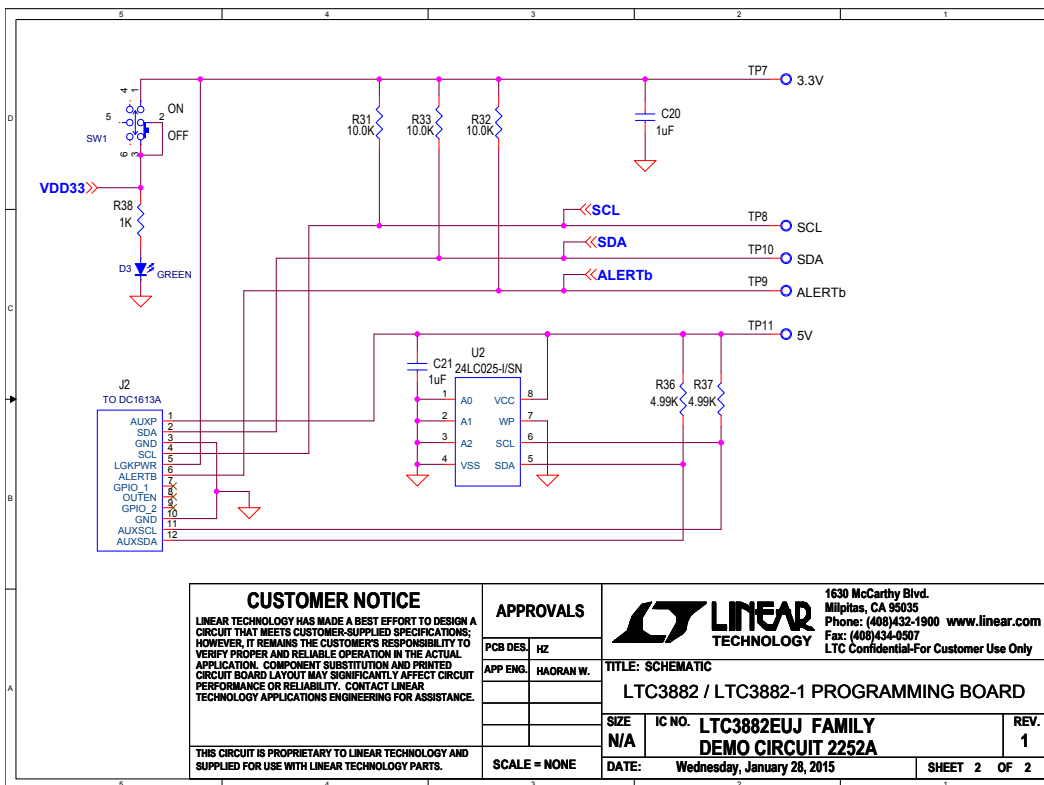 5 4 3 2 1
D
C
B
A
TP7
3.3V
4 1
ON
5 2
OFF
SW1
6 3
R31
10.0K
R33
10.0K
R32
10.0K
C20
1uF
VDD33
R38
1K
D3
GREEN
SCL
TP8
SCL
SDA
TP10
SDA
ALERTb
TP9
ALERTb
TP11
5V
C21
1uF
U2
24LC025-I/SN
1 A0 VCC 8
2 A1 WP 7
3 A2 SCL 6
4 VSS SDA 5
R36
4.99K
R37
4.99K
J2
TO DC1613A
AUXP 1
SDA 2
GND 3
SCL 4
LGKPWR 5
ALERTB 6
GPIO_1 7
OUTEN 8
GPIO_2 9
GND 10
AUXSCL 11
AUXSDA 12
CUSTOMER NOTICE
LINEAR TECHNOLOGY HAS MADE A BEST EFFORT TO DESIGN A
CIRCUIT THAT MEETS CUSTOMER-SUPPLIED SPECIFICATIONS;
HOWEVER, IT REMAINS THE CUSTOMER'S RESPONSIBILITY TO
VERIFY PROPER AND RELIABLE OPERATION IN THE ACTUAL
APPLICATION. COMPONENT SUBSTITUTION AND PRINTED
CIRCUIT BOARD LAYOUT MAY SIGNIFICANTLY AFFECT CIRCUIT
PERFORMANCE OR RELIABILITY. CONTACT LINEAR
TECHNOLOGY APPLICATIONS ENGINEERING FOR ASSISTANCE.
THIS CIRCUIT IS PROPRIETARY TO LINEAR TECHNOLOGY AND
SUPPLIED FOR USE WITH LINEAR TECHNOLOGY PARTS.
APPROVALS
PCB DES. HZ
APP ENG. HAORAN W.
SCALE = NONE
LINEAR
TECHNOLOGY
1630 McCarthy Blvd.
Milpitas, CA 95035
Phone: (408)432-1900 www.linear.com
Fax: (408)434-0507
LTC Confidential-For Customer Use Only
TITLE: SCHEMATIC
LTC3882 / LTC3882-1 PROGRAMMING BOARD
SIZE
N/A
IC NO. LTC3882EUJ FAMILY
DEMO CIRCUIT 2252A
REV.
1
DATE: Wednesday, January 28, 2015
SHEET 2 OF 2
5 4 3 2 1